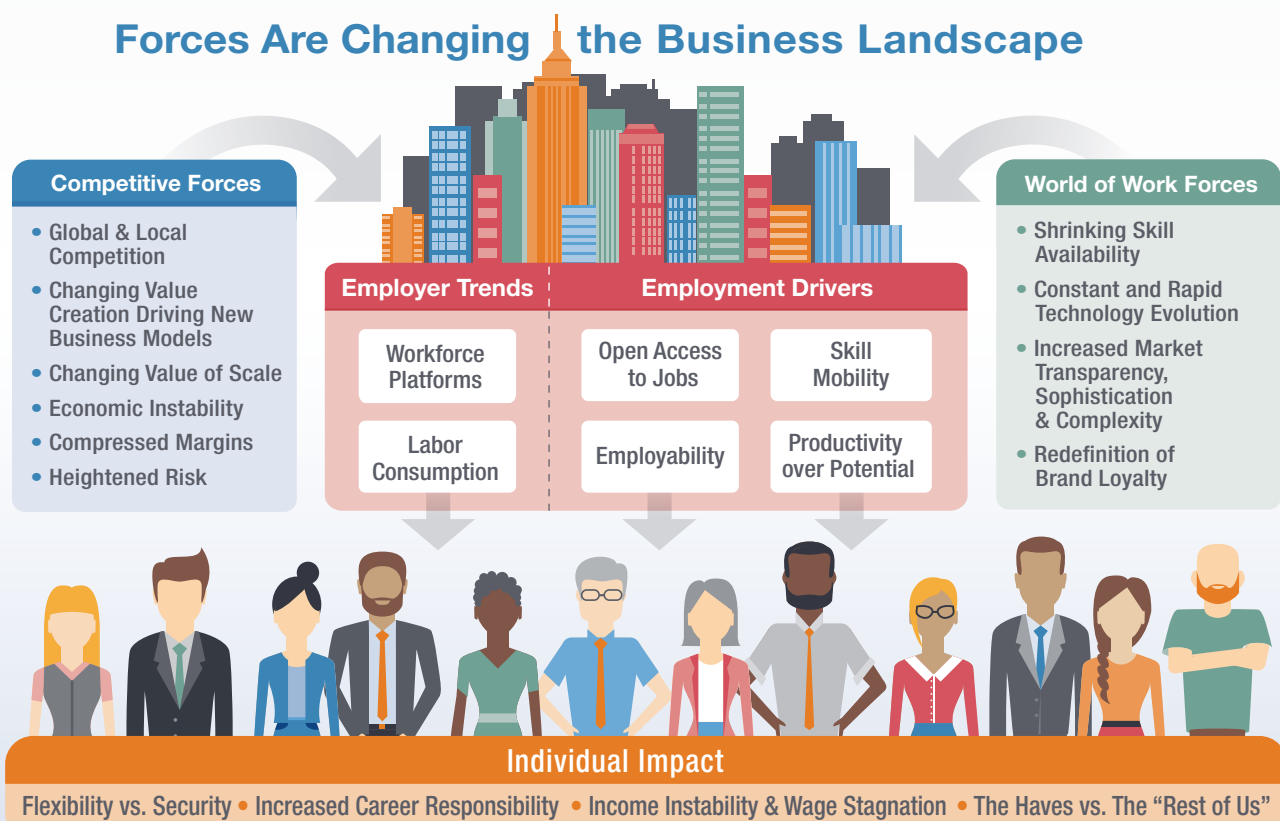 Forces Are Changing the Business Landscape
Competitive Forces
• Global & Local
Competition
• Changing Value
Creation Driving New
Business Models
• Changing Value of Scale
• Economic Instability
• Compressed Margins
• Heightened Risk
Employer Trends
Workforce
Platforms
Labor
Consumption
Employment Drivers
Open Access
to Jobs
Skill
Mobility
Employability
Productivity
over Potential
World of Work Forces
• Shrinking Skill
Availability
• Constant and Rapid
Technology Evolution
• Increased Market
Transparency,
Sophistication
& Complexity
• Redefinition of
Brand Loyalty
Individual Impact
Flexibility vs. Security • Increased Career Responsibility • Income Instability & Wage Stagnation • The Haves vs. The “Rest of Us”